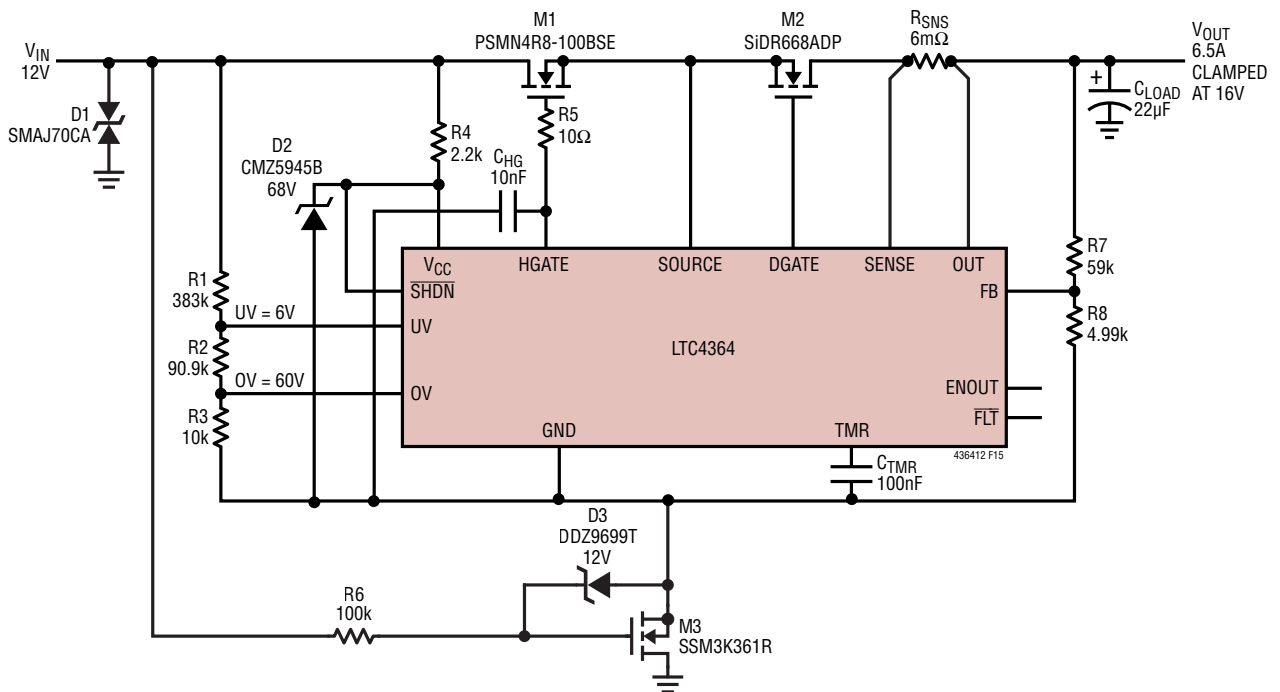 V_IN
12V
D1
SMAJ70CA
D2
CMZ5945B
68V
R4
2.2k
C_HG
10nF
M1
PSMN4R8-100BSE
R5
10Ω
M2
SiDR668ADP
R_SNS
6mΩ
V_OUT
6.5A
CLAMPED
AT 16V
+
C_LOAD
22µF
R1
383k
UV = 6V
R2
90.9k
OV = 60V
R3
10k
V_CC
HGATE
SOURCE
DGATE
SENSE
OUT
SHDN
UV
OV
FB
LTC4364
ENOUT
FLT
GND
TMR
R7
59k
R8
4.99k
436412 F15
C_TMR
100nF
D3
DDZ9699T
12V
R6
100k
M3
SSM3K361R